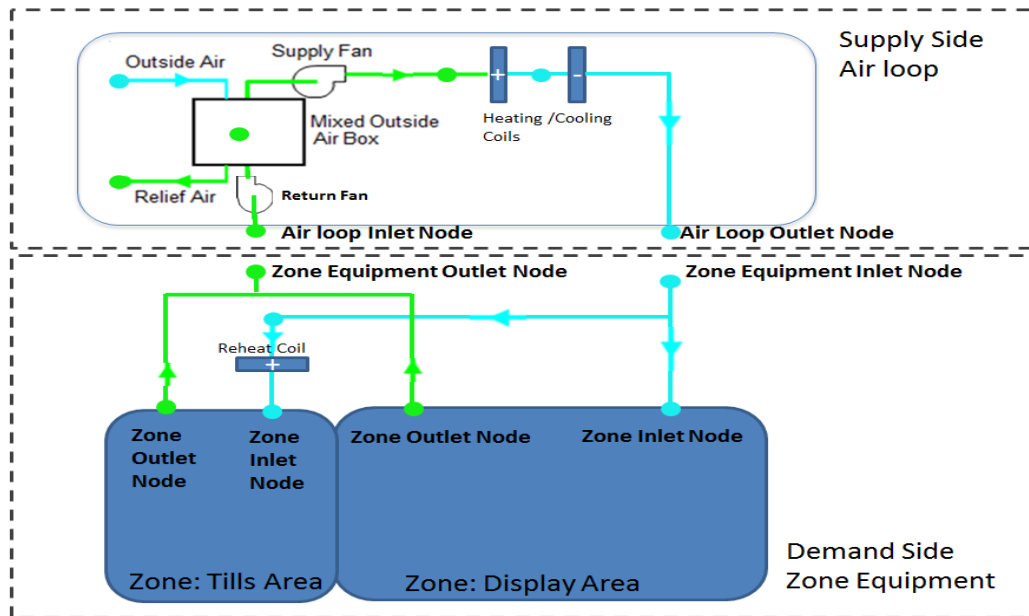 Supply Side
Air loop
Supply Fan
Outside Air
+
-
Mixed Outside
Air Box
Heating /Cooling
Coils
Relief Air
Return Fan
Air loop Inlet Node
Air Loop Outlet Node
Zone Equipment Outlet Node
Zone Equipment Inlet Node
Reheat Coil
+
Zone
Outlet
Node
Zone
Inlet
Node
Zone Outlet Node
Zone Inlet Node
Zone: Tills Area
Zone: Display Area
Demand Side
Zone Equipment